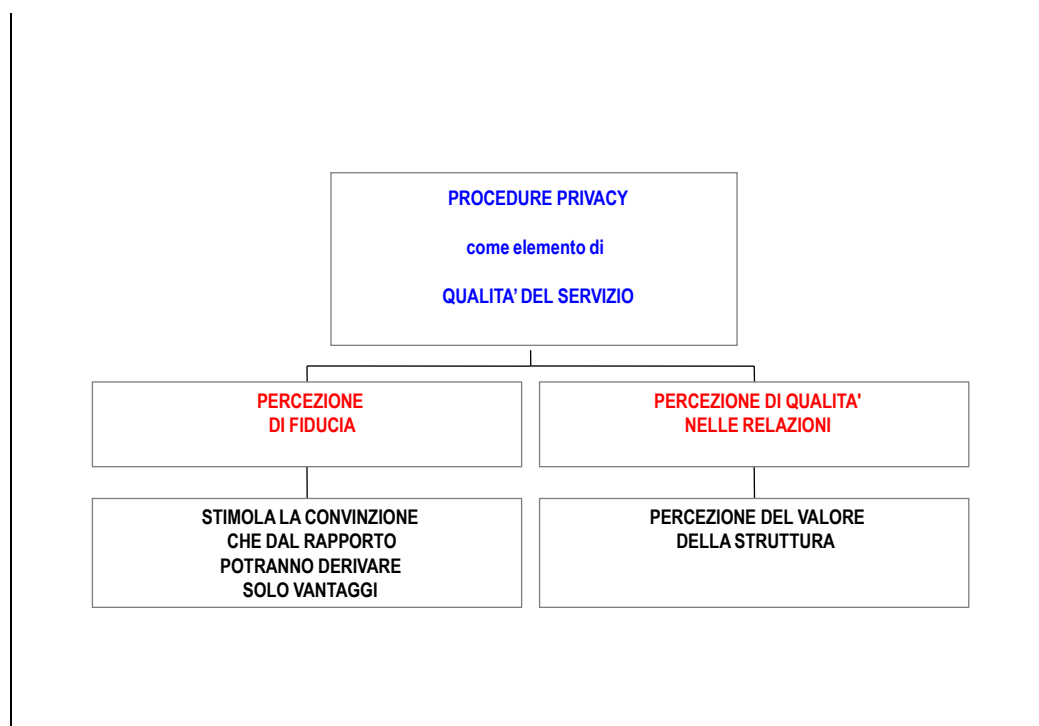 PROCEDURE PRIVACY
come elemento di
QUALITA’ DEL SERVIZIO
PERCEZIONE
DI FIDUCIA
PERCEZIONE DI QUALITA'
NELLE RELAZIONI
STIMOLA LA CONVINZIONE
CHE DAL RAPPORTO
POTRANNO DERIVARE
SOLO VANTAGGI
PERCEZIONE DEL VALORE
DELLA STRUTTURA